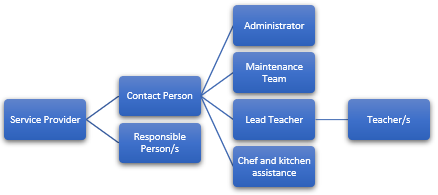 Service Provider
Contact Person
Responsible
Person/s
Administrator
Maintenance
Team
Lead Teacher
Chef and kitchen
assistance
Teacher/s